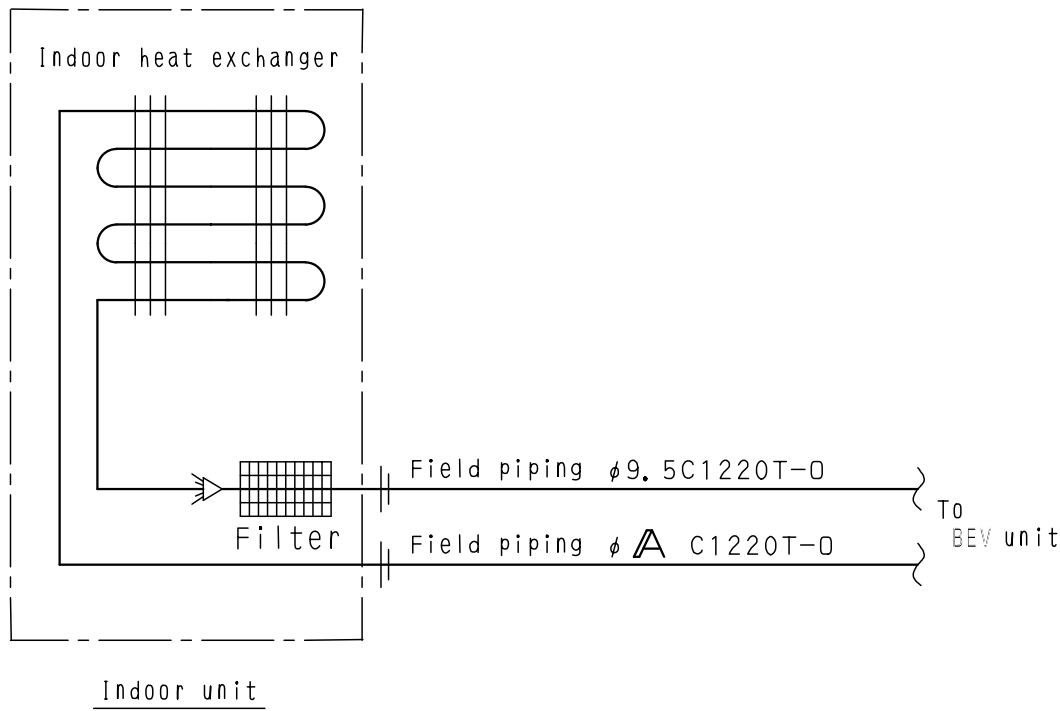 Indoor heat exchanger
Field piping φ9.5C1220T-O
To
BEV unit
Filter
Field piping φ A C1220T-O
Indoor unit